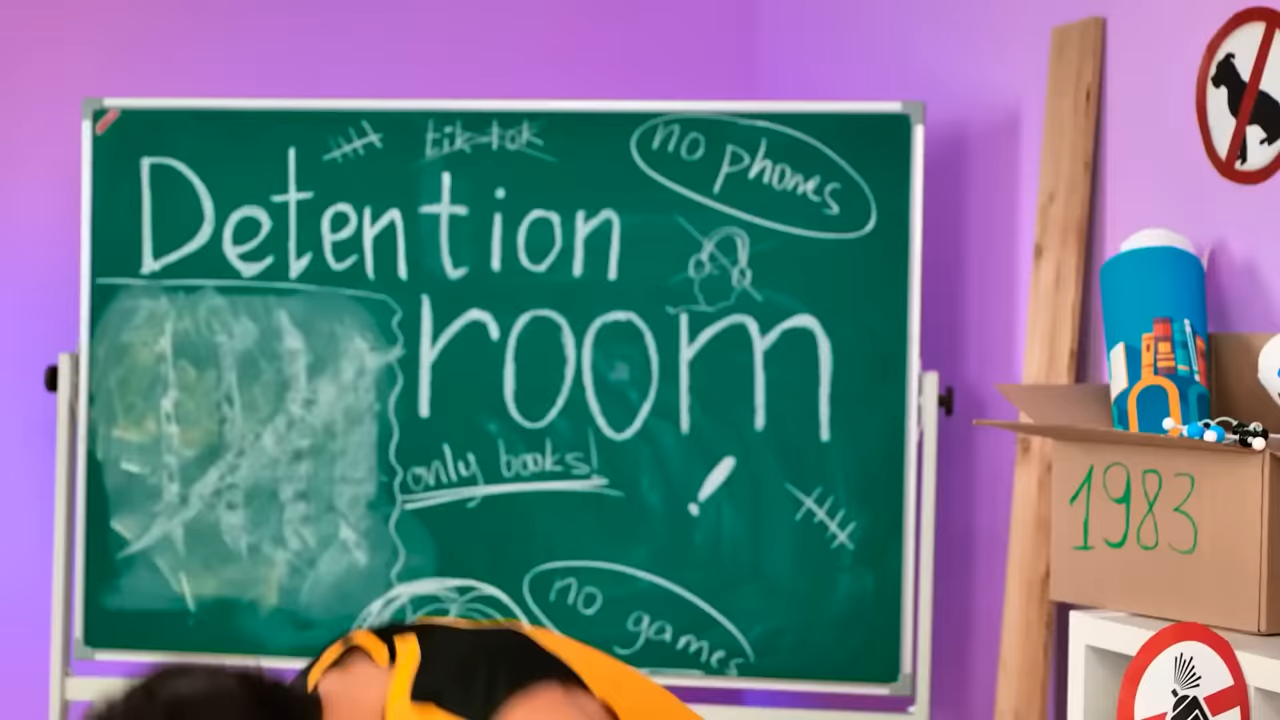 tik tok
no phones
Detention
room
only books!
!
no games
1983